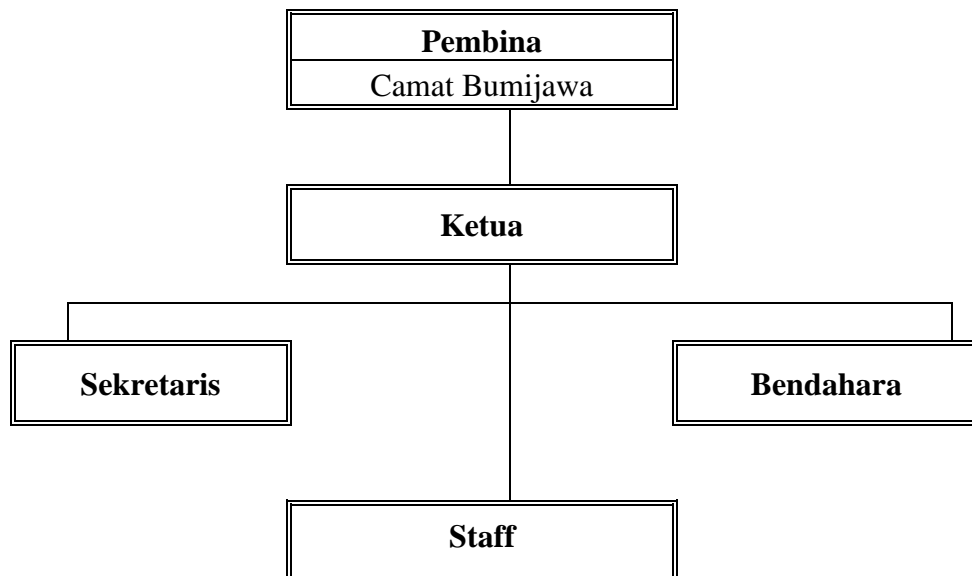 Pembina
Camat Bumijawa
Ketua
Sekretaris
Bendahara
Staff